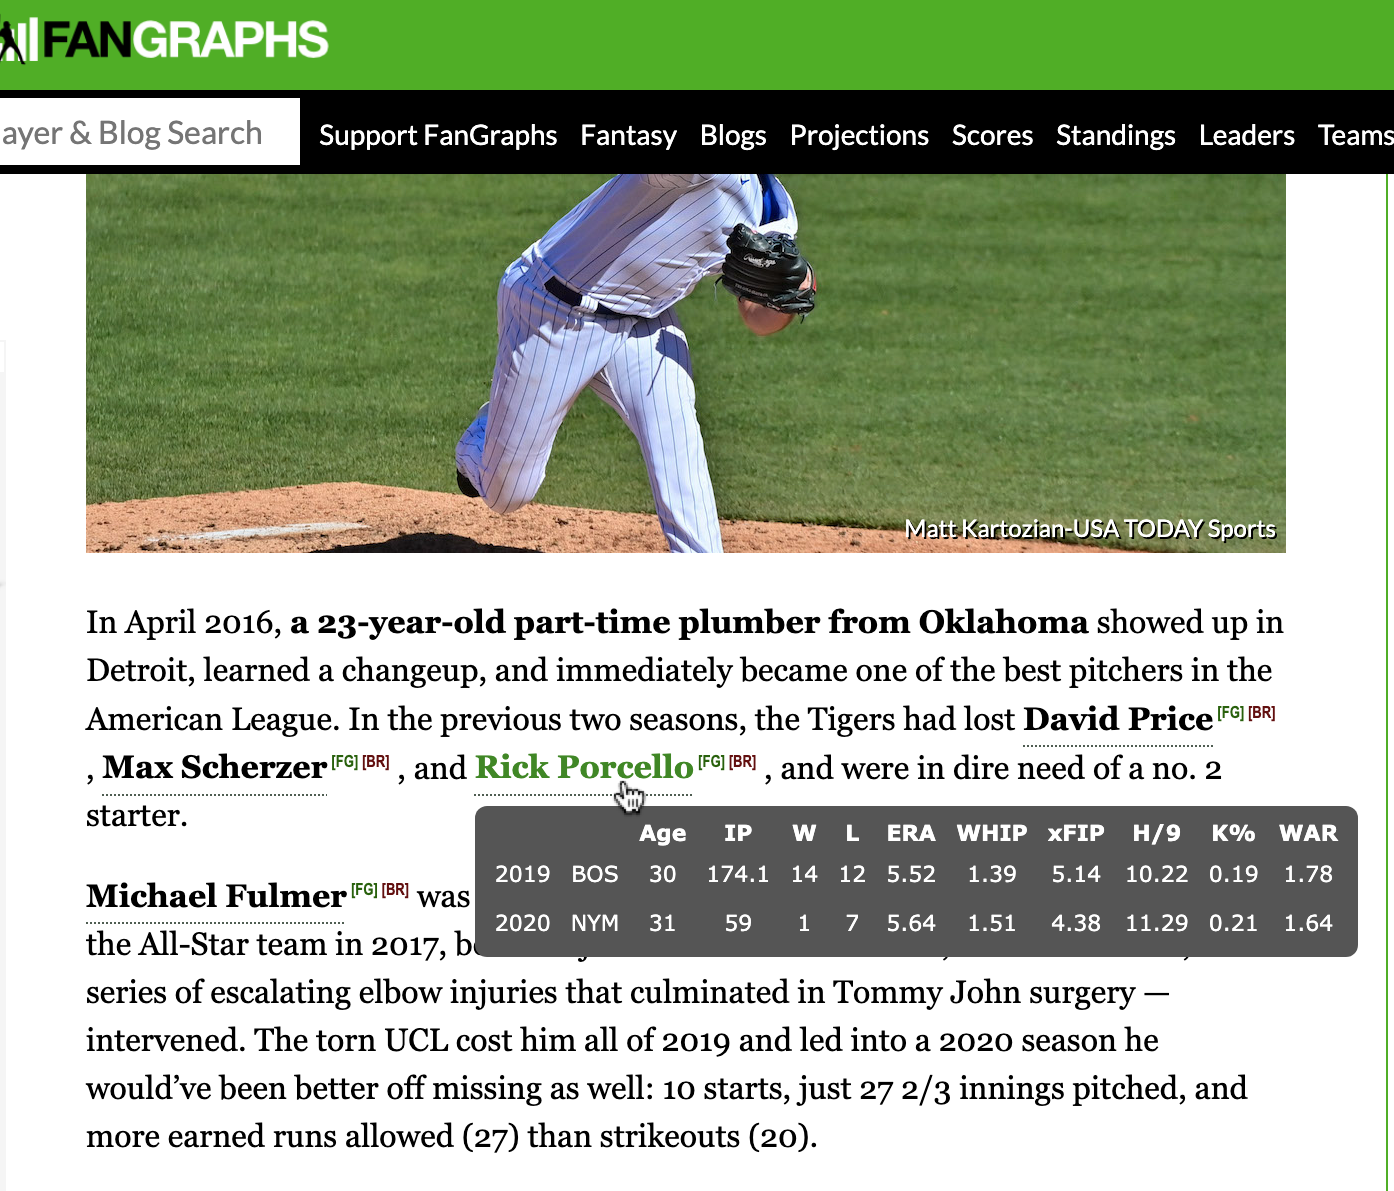 FANGRAPHS
ayer & Blog Search Support FanGraphs Fantasy Blogs Projections Scores Standings Leaders Teams
Matt Kartozian-USA TODAY Sports
In April 2016, a 23-year-old part-time plumber from Oklahoma showed up in
Detroit, learned a changeup, and immediately became one of the best pitchers in the
American League. In the previous two seasons, the Tigers had lost David Price [FG] [BR]
, Max Scherzer [FG] [BR] , and Rick Porcello [FG] [BR] , and were in dire need of a no. 2
starter.
Age IP W L ERA WHIP xFIP H/9 K% WAR
2019 BOS 30 174.1 14 12 5.52 1.39 5.14 10.22 0.19 1.78
2020 NYM 31 59 1 7 5.64 1.51 4.38 11.29 0.21 1.64
Michael Fulmer [FG] [BR] was
the All-Star team in 2017,
series of escalating elbow injuries that culminated in Tommy John surgery —
intervened. The torn UCL cost him all of 2019 and led into a 2020 season he
would’ve been better off missing as well: 10 starts, just 27 2/3 innings pitched, and
more earned runs allowed (27) than strikeouts (20).